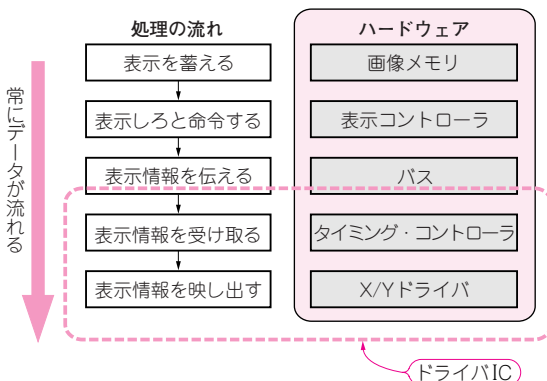 処理の流れ
ハードウェア
常にデータが流れる
表示を蓄える
画像メモリ
表示しろと命令する
表示コントローラ
表示情報を伝える
バス
表示情報を受け取る
タイミング・コントローラ
表示情報を映し出す
X/Yドライバ
ドライバIC